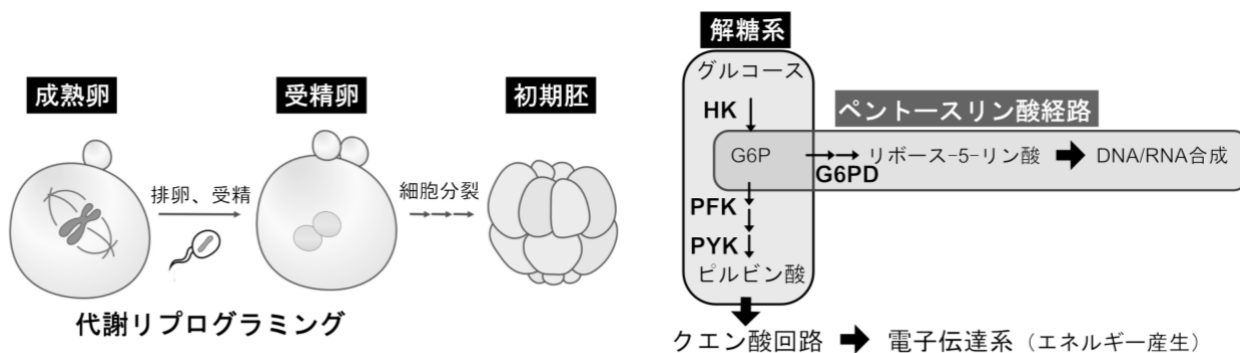 成熟卵
受精卵
初期胚
排卵、受精
細胞分裂
代謝リプログラミング
解糖系
グルコース
HK
ペントースリン酸経路
G6P
リボース-5-リン酸
DNA/RNA合成
G6PD
PFK
PYK
ピルビン酸
クエン酸回路
電子伝達系（エネルギー産生）